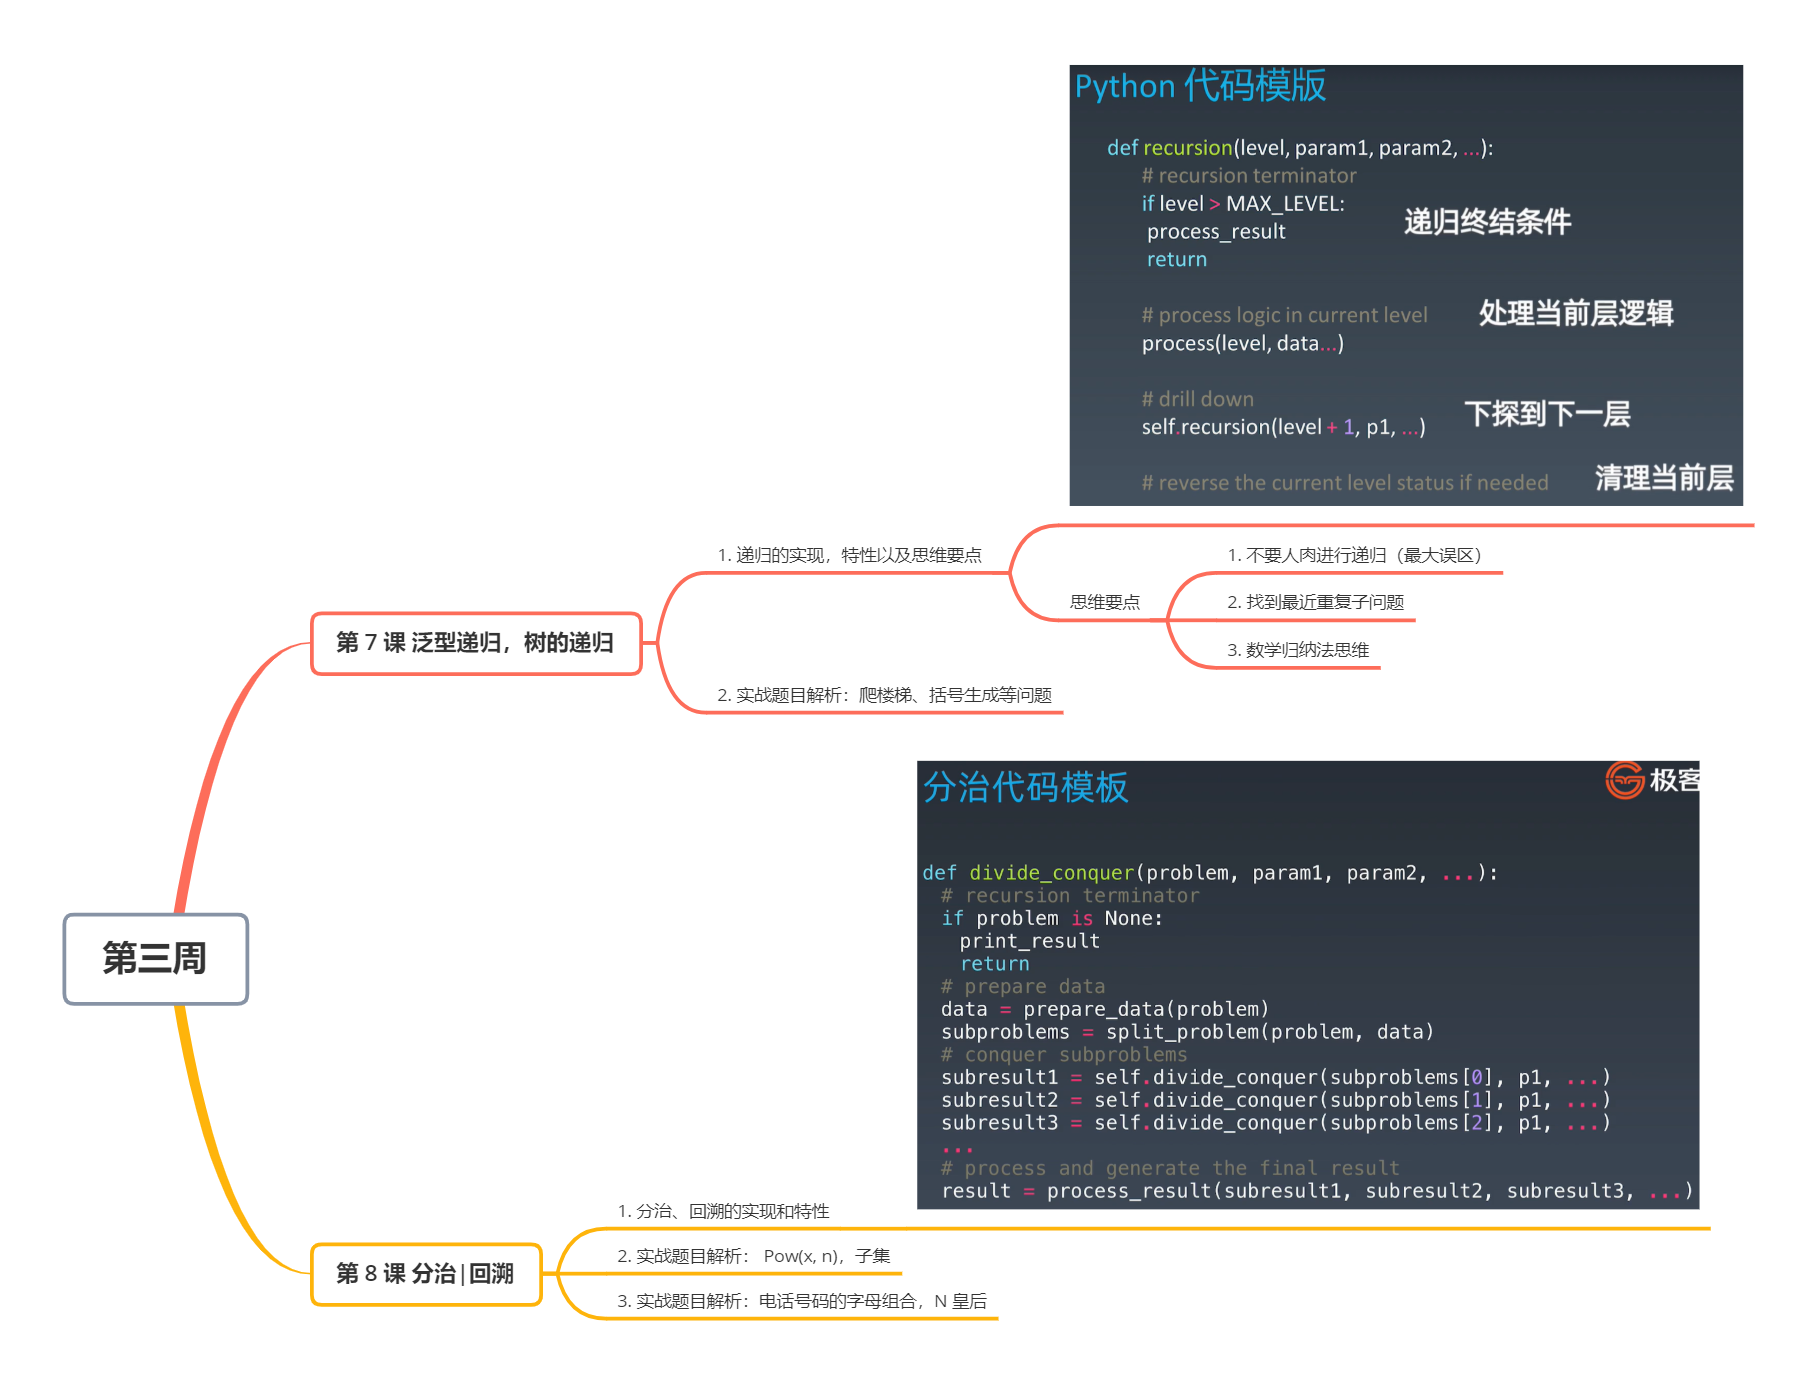 Python 代码模版
def recursion(level, param1, param2, ...):
# recursion terminator
if level > MAX_LEVEL:
process_result
return
递归终结条件
# process logic in current level
process(level, data...)
处理当前层逻辑
# drill down
self.recursion(level + 1, p1, ...)
下探到下一层
# reverse the current level status if needed
清理当前层
1. 递归的实现，特性以及思维要点
思维要点
1. 不要人肉进行递归（最大误区）
2. 找到最近重复子问题
3. 数学归纳法思维
第 7 课 泛型递归，树的递归
2. 实战题目解析：爬楼梯、括号生成等问题
第三周
分治代码模板
极客
def divide_conquer(problem, param1, param2, ...):
# recursion terminator
if problem is None:
print_result
return
# prepare data
data = prepare_data(problem)
subproblems = split_problem(problem, data)
# conquer subproblems
subresult1 = self.divide_conquer(subproblems[0], p1, ...)
subresult2 = self.divide_conquer(subproblems[1], p1, ...)
subresult3 = self.divide_conquer(subproblems[2], p1, ...)
...
# process and generate the final result
result = process_result(subresult1, subresult2, subresult3, ...)
1. 分治、回溯的实现和特性
第 8 课 分治|回溯
2. 实战题目解析： Pow(x, n)，子集
3. 实战题目解析：电话号码的字母组合，N 皇后